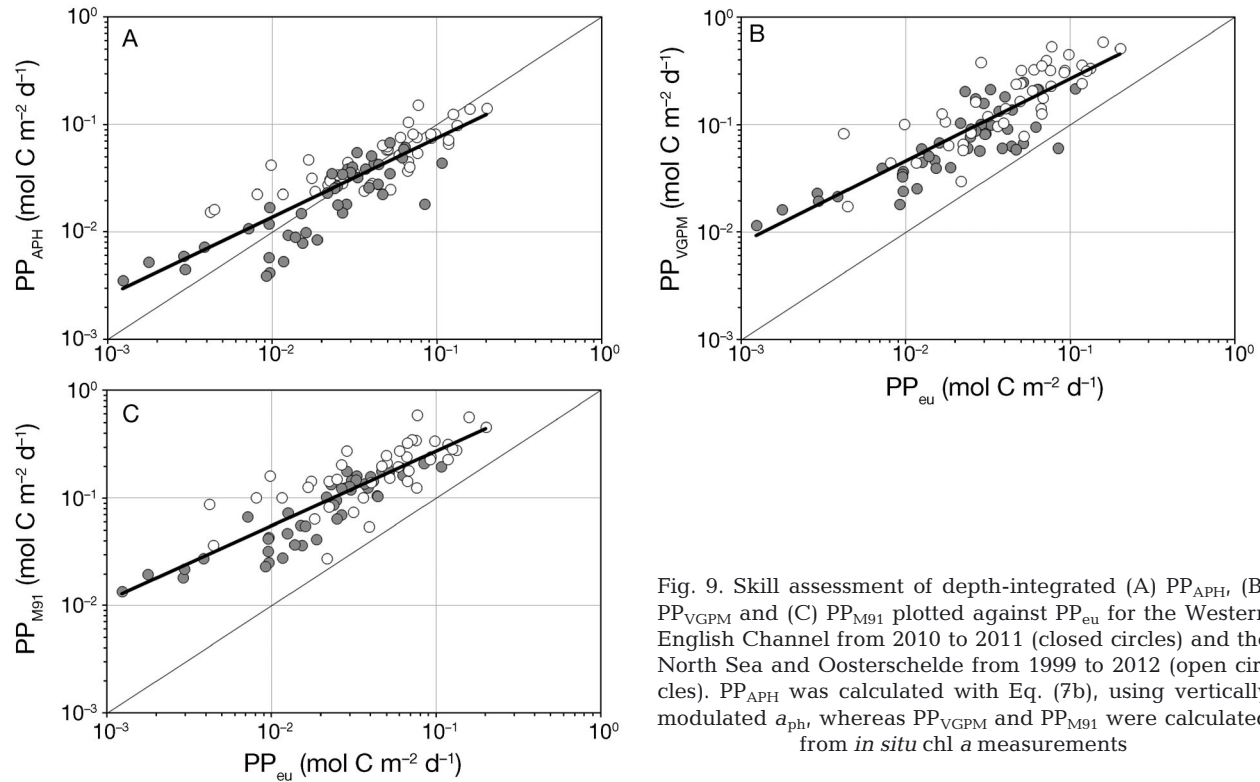 A
10⁰
10⁻¹
10⁻²
10⁻³
PP_APH (mol C m⁻² d⁻¹)
10⁻³ 10⁻² 10⁻¹ 10⁰
B
10⁰
10⁻¹
10⁻²
10⁻³
PP_VGPM (mol C m⁻² d⁻¹)
10⁻³ 10⁻² 10⁻¹ 10⁰
PP_eu (mol C m⁻² d⁻¹)
C
10⁰
10⁻¹
10⁻²
10⁻³
PP_M91 (mol C m⁻² d⁻¹)
10⁻³ 10⁻² 10⁻¹ 10⁰
PP_eu (mol C m⁻² d⁻¹)
Fig. 9. Skill assessment of depth-integrated (A) PP_APH, (B)
PP_VGPM and (C) PP_M91 plotted against PP_eu for the Western
English Channel from 2010 to 2011 (closed circles) and the
North Sea and Oosterschelde from 1999 to 2012 (open cir-
cles). PP_APH was calculated with Eq. (7b), using vertically
modulated a_ph, whereas PP_VGPM and PP_M91 were calculated
from in situ chl a measurements